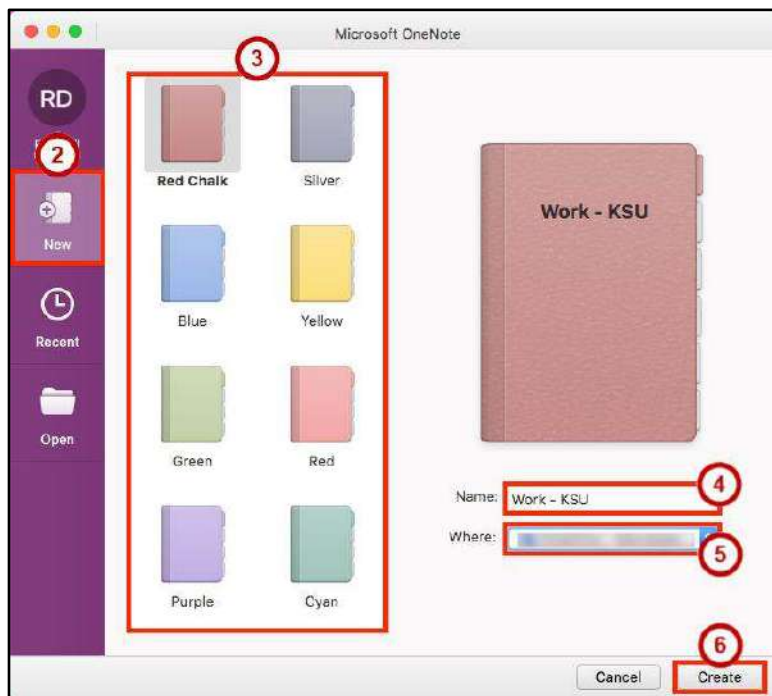 Microsoft OneNote
3
RD
2
New
Recent
Open
Red Chalk
Silver
Blue
Yellow
Green
Red
Purple
Cyan
Work - KSU
Name:
Work - KSU
4
Where:
5
6
Cancel
Create